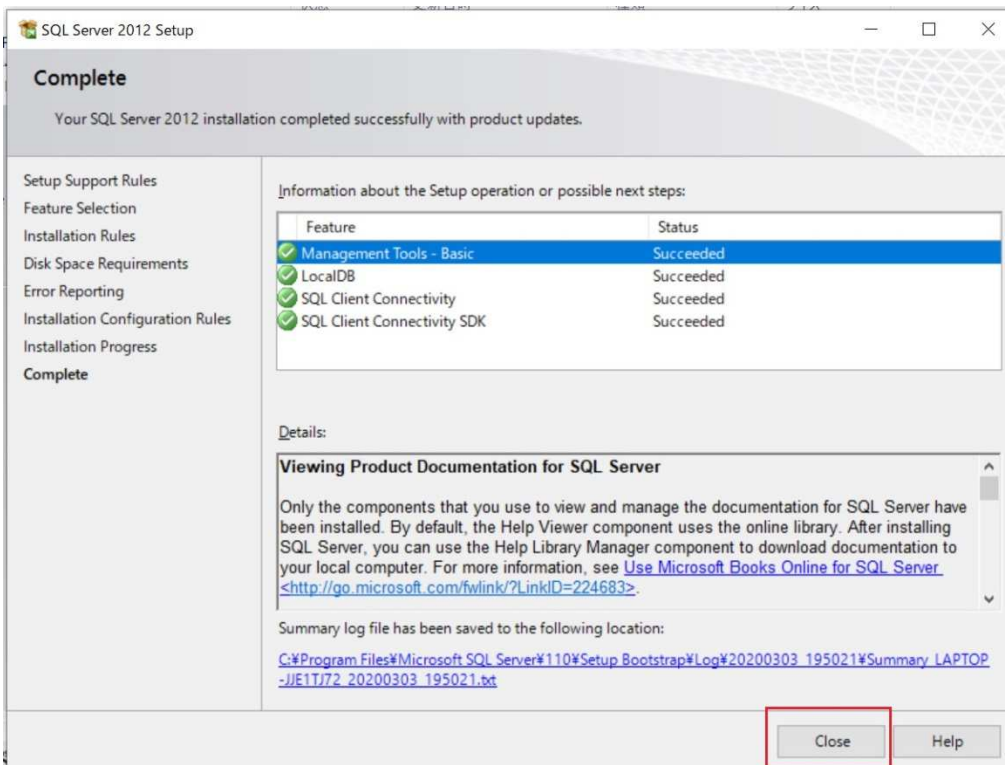 SQL Server 2012 Setup
Complete
Your SQL Server 2012 installation completed successfully with product updates.
Setup Support Rules
Feature Selection
Installation Rules
Disk Space Requirements
Error Reporting
Installation Configuration Rules
Installation Progress
Complete
Information about the Setup operation or possible next steps:
Feature Status
Management Tools - Basic Succeeded
LocalDB Succeeded
SQL Client Connectivity Succeeded
SQL Client Connectivity SDK Succeeded
Details:
Viewing Product Documentation for SQL Server
Only the components that you use to view and manage the documentation for SQL Server have
been installed. By default, the Help Viewer component uses the online library. After installing
SQL Server, you can use the Help Library Manager component to download documentation to
your local computer. For more information, see Use Microsoft Books Online for SQL Server
<http://go.microsoft.com/fwlink/?LinkID=224683>.
Summary log file has been saved to the following location:
C:¥Program Files¥Microsoft SQL Server¥110¥Setup Bootstrap¥Log¥20200303_195021¥Summary_LAPTOP
-JJE1TJ72_20200303_195021.txt
Close Help